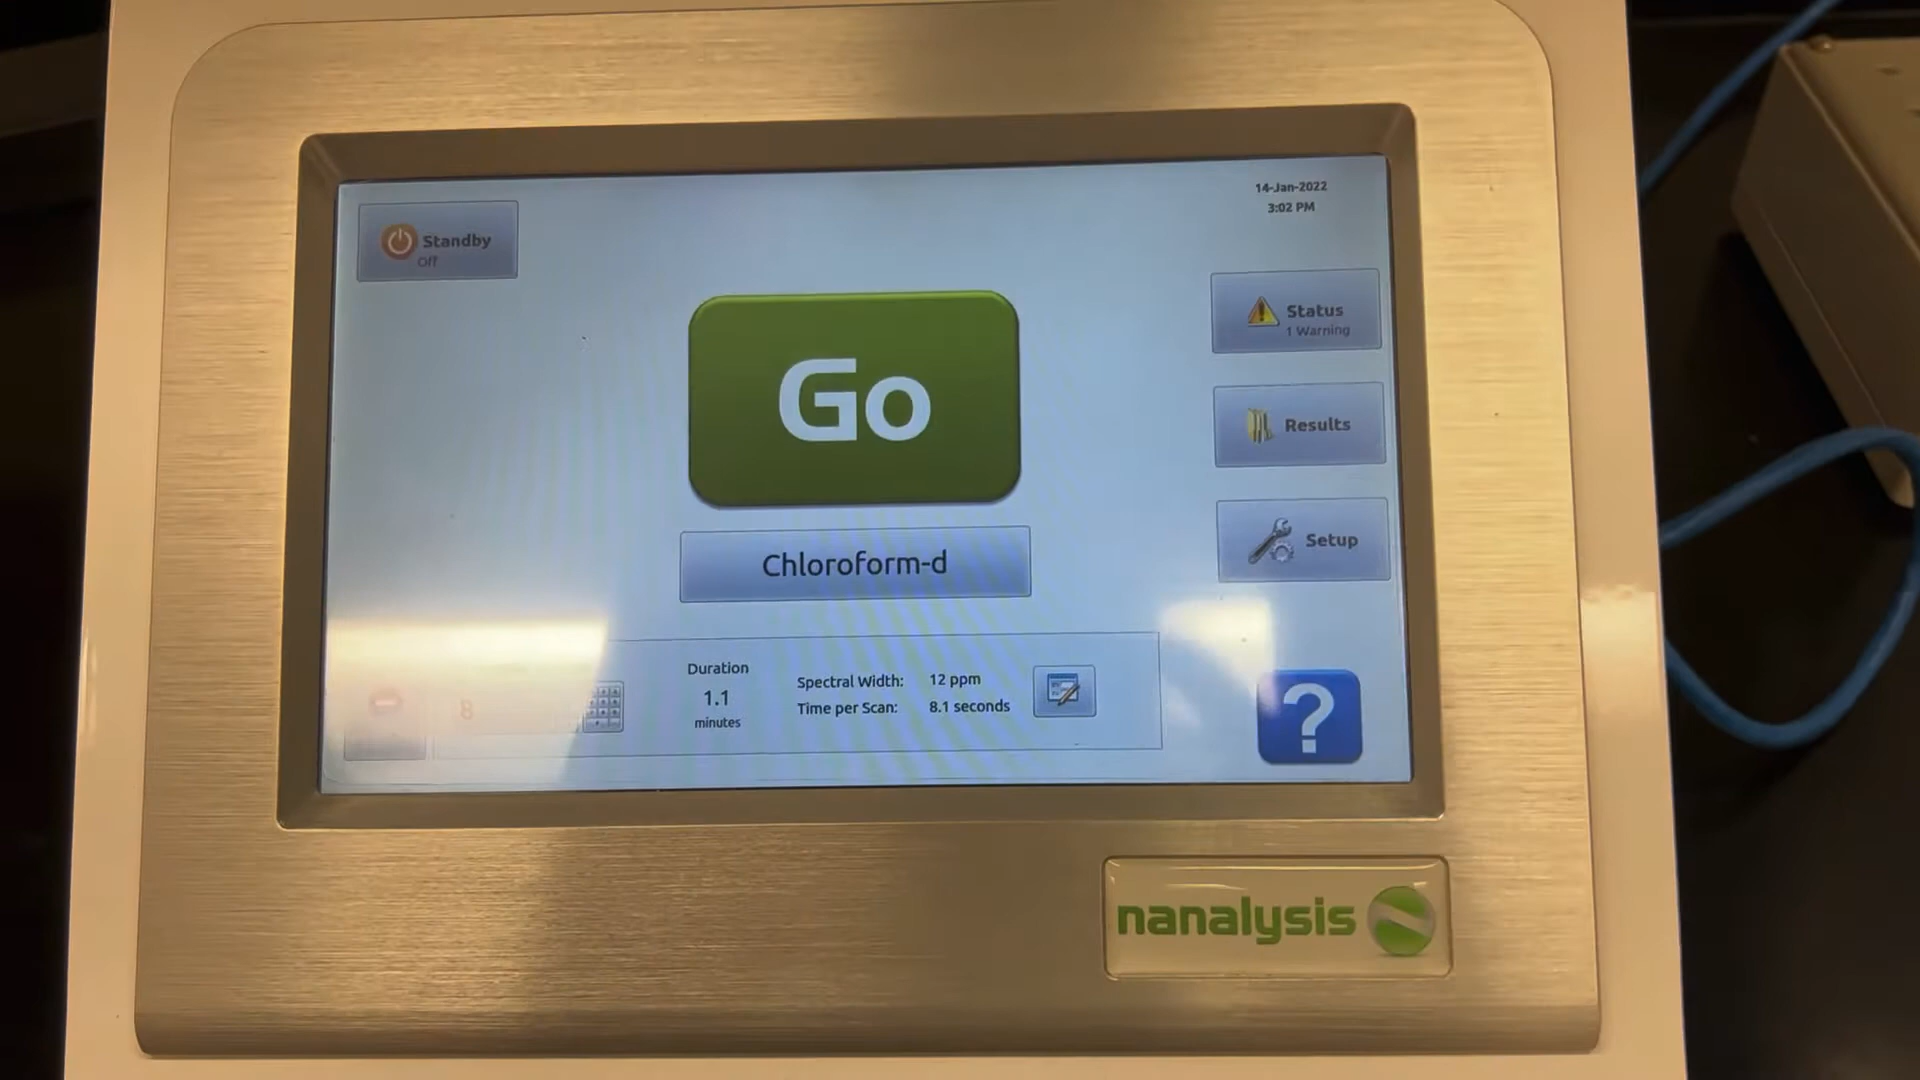 14-Jan-2022
3:02 PM
Standby
Off
Go
Status
1 Warning
Results
Chloroform-d
Setup
8
Duration
1.1
minutes
Spectral Width: 12 ppm
Time per Scan: 8.1 seconds
?
nanalysis